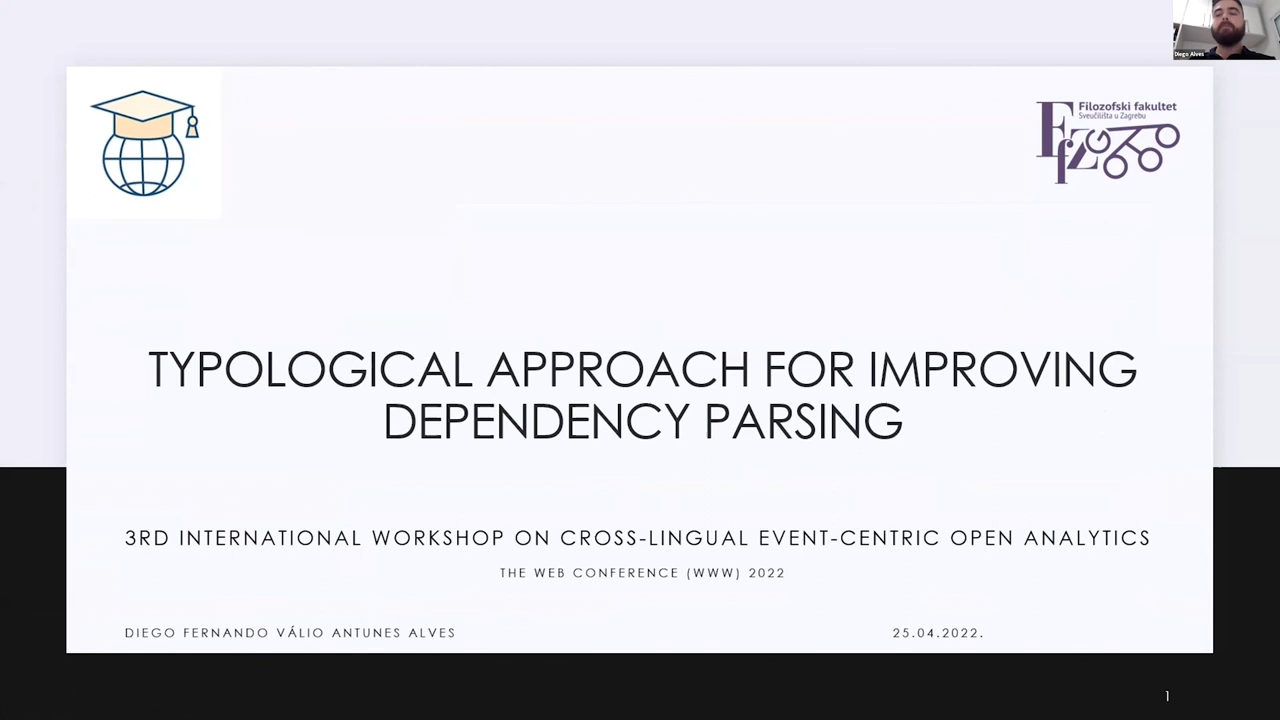 Diego Alves
Filozofski fakultet
Sveučilišta u Zagrebu
FfZG
TYPOLOGICAL APPROACH FOR IMPROVING
DEPENDENCY PARSING
3RD INTERNATIONAL WORKSHOP ON CROSS-LINGUAL EVENT-CENTRIC OPEN ANALYTICS
THE WEB CONFERENCE (WWW) 2022
DIEGO FERNANDO VÁLIO ANTUNES ALVES
25.04.2022.
1